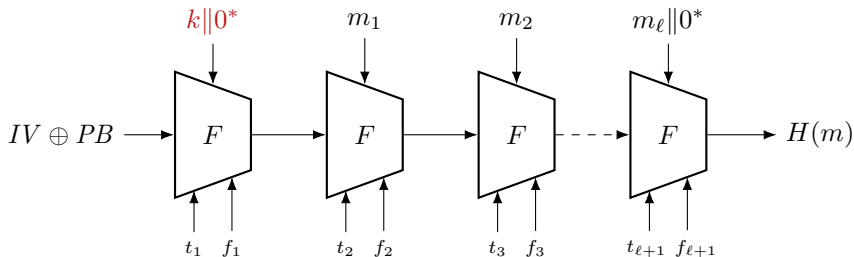 k∥0* m₁ m₂ m_ℓ∥0*
IV ⊕ PB F F F F H(m)
t₁ f₁ t₂ f₂ t₃ f₃ t_{ℓ+1} f_{ℓ+1}